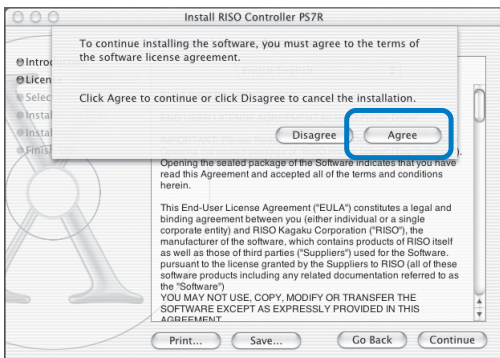 Install RISO Controller PS7R
To continue installing the software, you must agree to the terms of
the software license agreement.
Click Agree to continue or click Disagree to cancel the installation.
Disagree
Agree
Introd
Licen
Selec
Instal
Instal
Finish
Opening the sealed package of the Software indicates that you have
read this Agreement and accepted all of the terms and conditions
herein.
This End-User License Agreement ("EULA") constitutes a legal and
binding agreement between you (either individual or a single
corporate entity) and RISO Kagaku Corporation ("RISO"), the
manufacturer of the software, which contains products of RISO itself
as well as those of third parties ("Suppliers") used for the Software.
pursuant to the license granted by the Suppliers to RISO (all of these
software products including any related documentation referred to as
the "Software")
YOU MAY NOT USE, COPY, MODIFY OR TRANSFER THE
SOFTWARE EXCEPT AS EXPRESSLY PROVIDED IN THIS
AGREEMENT
Print...
Save...
Go Back
Continue